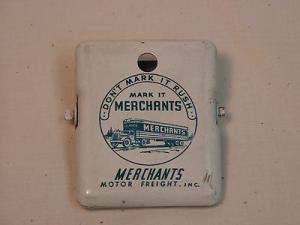 "DON'T MARK IT RUSH"
MARK IT
MERCHANTS
MERCHANTS
MERCHANTS
MOTOR FREIGHT, INC.